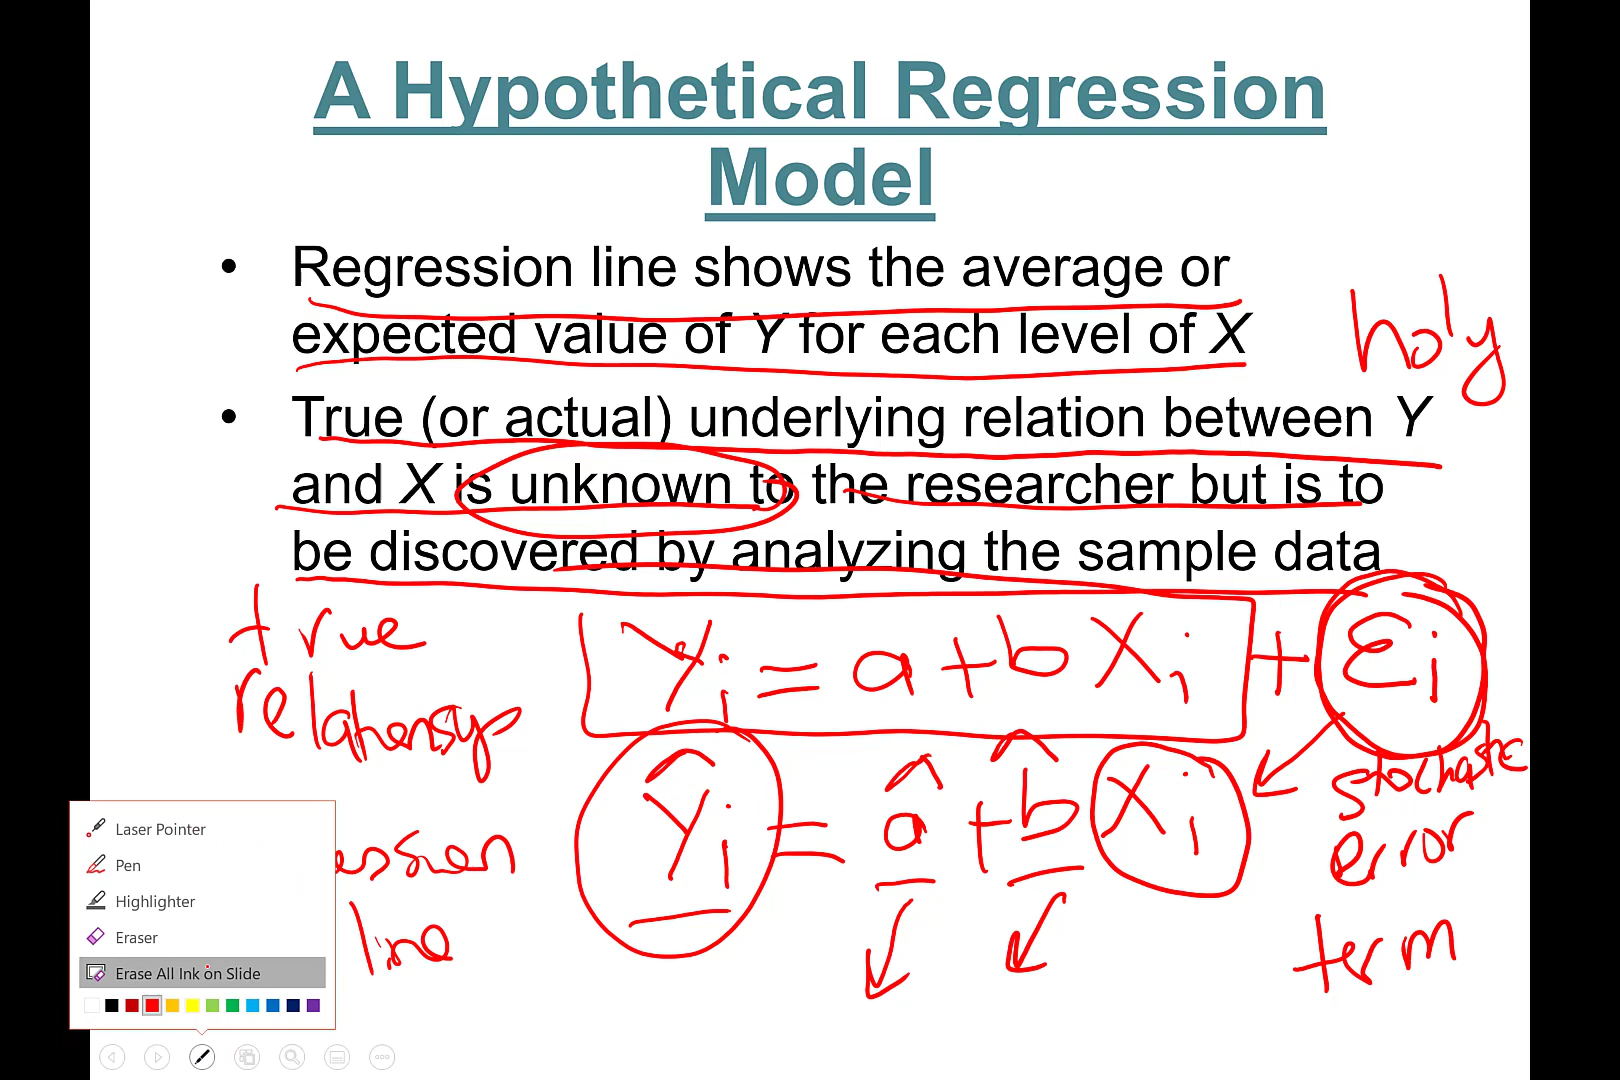 A Hypothetical Regression
Model
• Regression line shows the average or
expected value of Y for each level of X
holy
• True (or actual) underlying relation between Y
and X is unknown to the researcher but is to
be discovered by analyzing the sample data
true
Yi = a + b Xi + εi
stochastic
Ŷi = â + b̂ Xi
error
line
term
Laser Pointer
Pen
Highlighter
Eraser
Erase All Ink on Slide